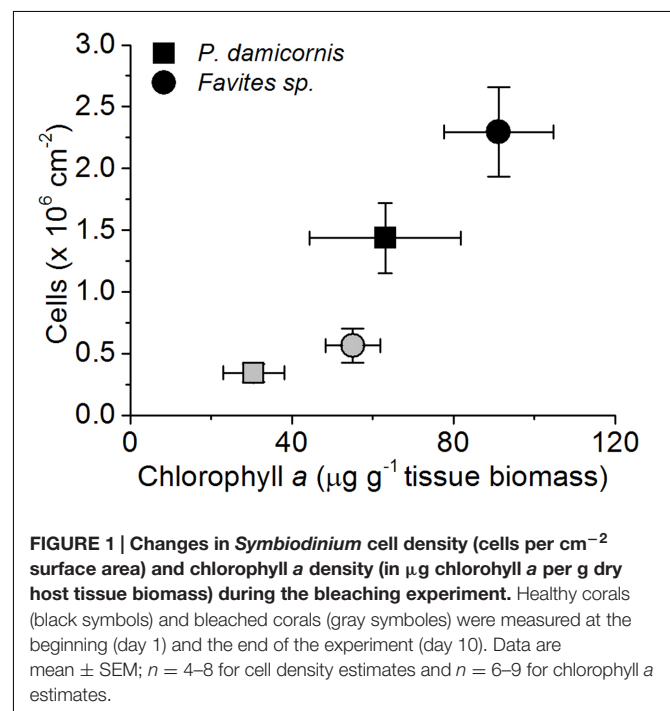 3.0
P. damicornis
Favites sp.
2.5
2.0
1.5
1.0
0.5
0.0
Cells (x 10⁶ cm⁻²)
0 40 80 120
Chlorophyll a (μg g⁻¹ tissue biomass)
FIGURE 1 | Changes in Symbiodinium cell density (cells per cm⁻²
surface area) and chlorophyll a density (in μg chlorohyll a per g dry
host tissue biomass) during the bleaching experiment. Healthy corals
(black symbols) and bleached corals (gray symboles) were measured at the
beginning (day 1) and the end of the experiment (day 10). Data are
mean ± SEM; n = 4–8 for cell density estimates and n = 6–9 for chlorophyll a
estimates.